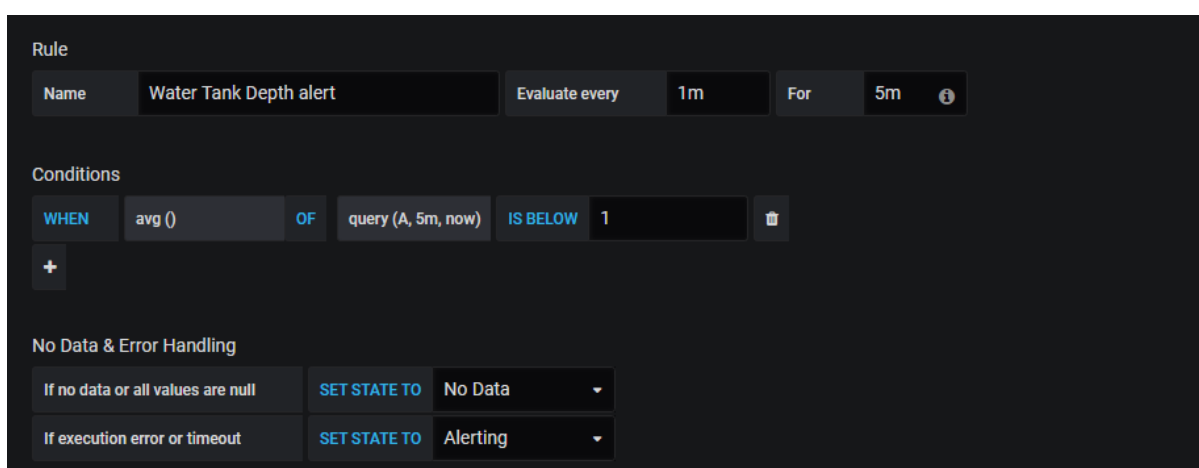 Rule
Name Water Tank Depth alert Evaluate every 1m For 5m
Conditions
WHEN avg () OF query (A, 5m, now) IS BELOW 1
+
No Data & Error Handling
If no data or all values are null SET STATE TO No Data
If execution error or timeout SET STATE TO Alerting